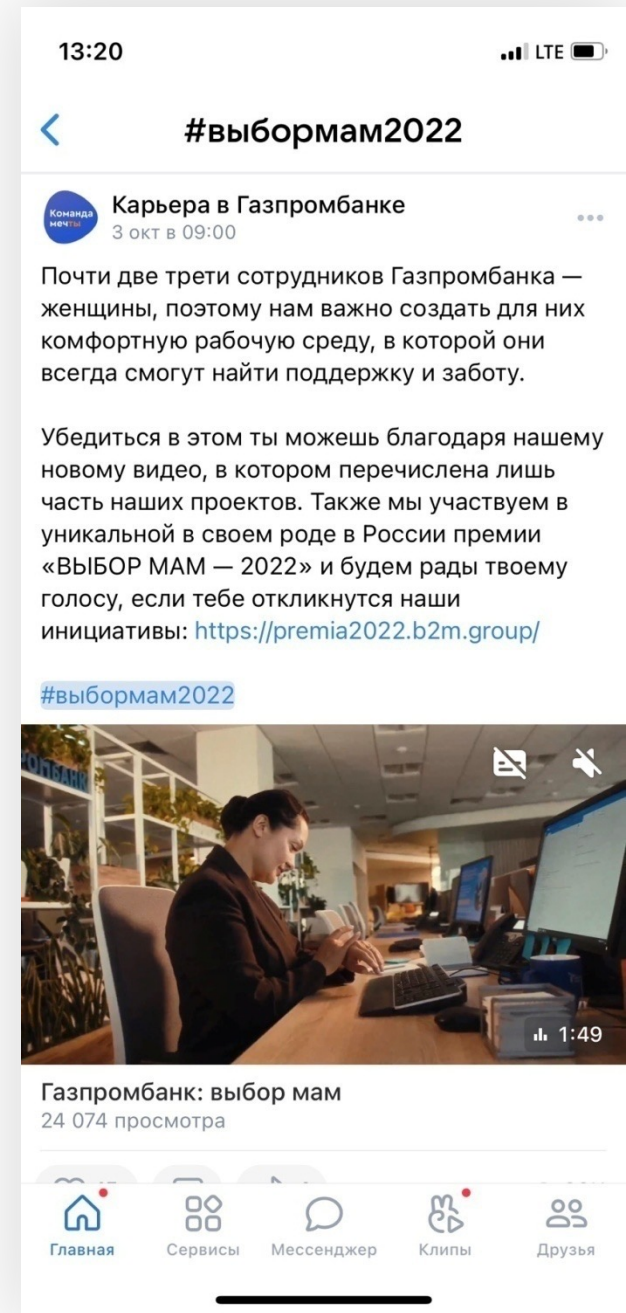 13:20
LTE
#выбормам2022
Команда
мечты
Карьера в Газпромбанке
3 окт в 09:00
Почти две трети сотрудников Газпромбанка —
женщины, поэтому нам важно создать для них
комфортную рабочую среду, в которой они
всегда смогут найти поддержку и заботу.
Убедиться в этом ты можешь благодаря нашему
новому видео, в котором перечислена лишь
часть наших проектов. Также мы участвуем в
уникальной в своем роде в России премии
«ВЫБОР МАМ — 2022» и будем рады твоему
голосу, если тебе откликнутся наши
инициативы: https://premia2022.b2m.group/
#выбормам2022
1:49
Газпромбанк: выбор мам
24 074 просмотра
Главная
Сервисы
Мессенджер
Клипы
Друзья